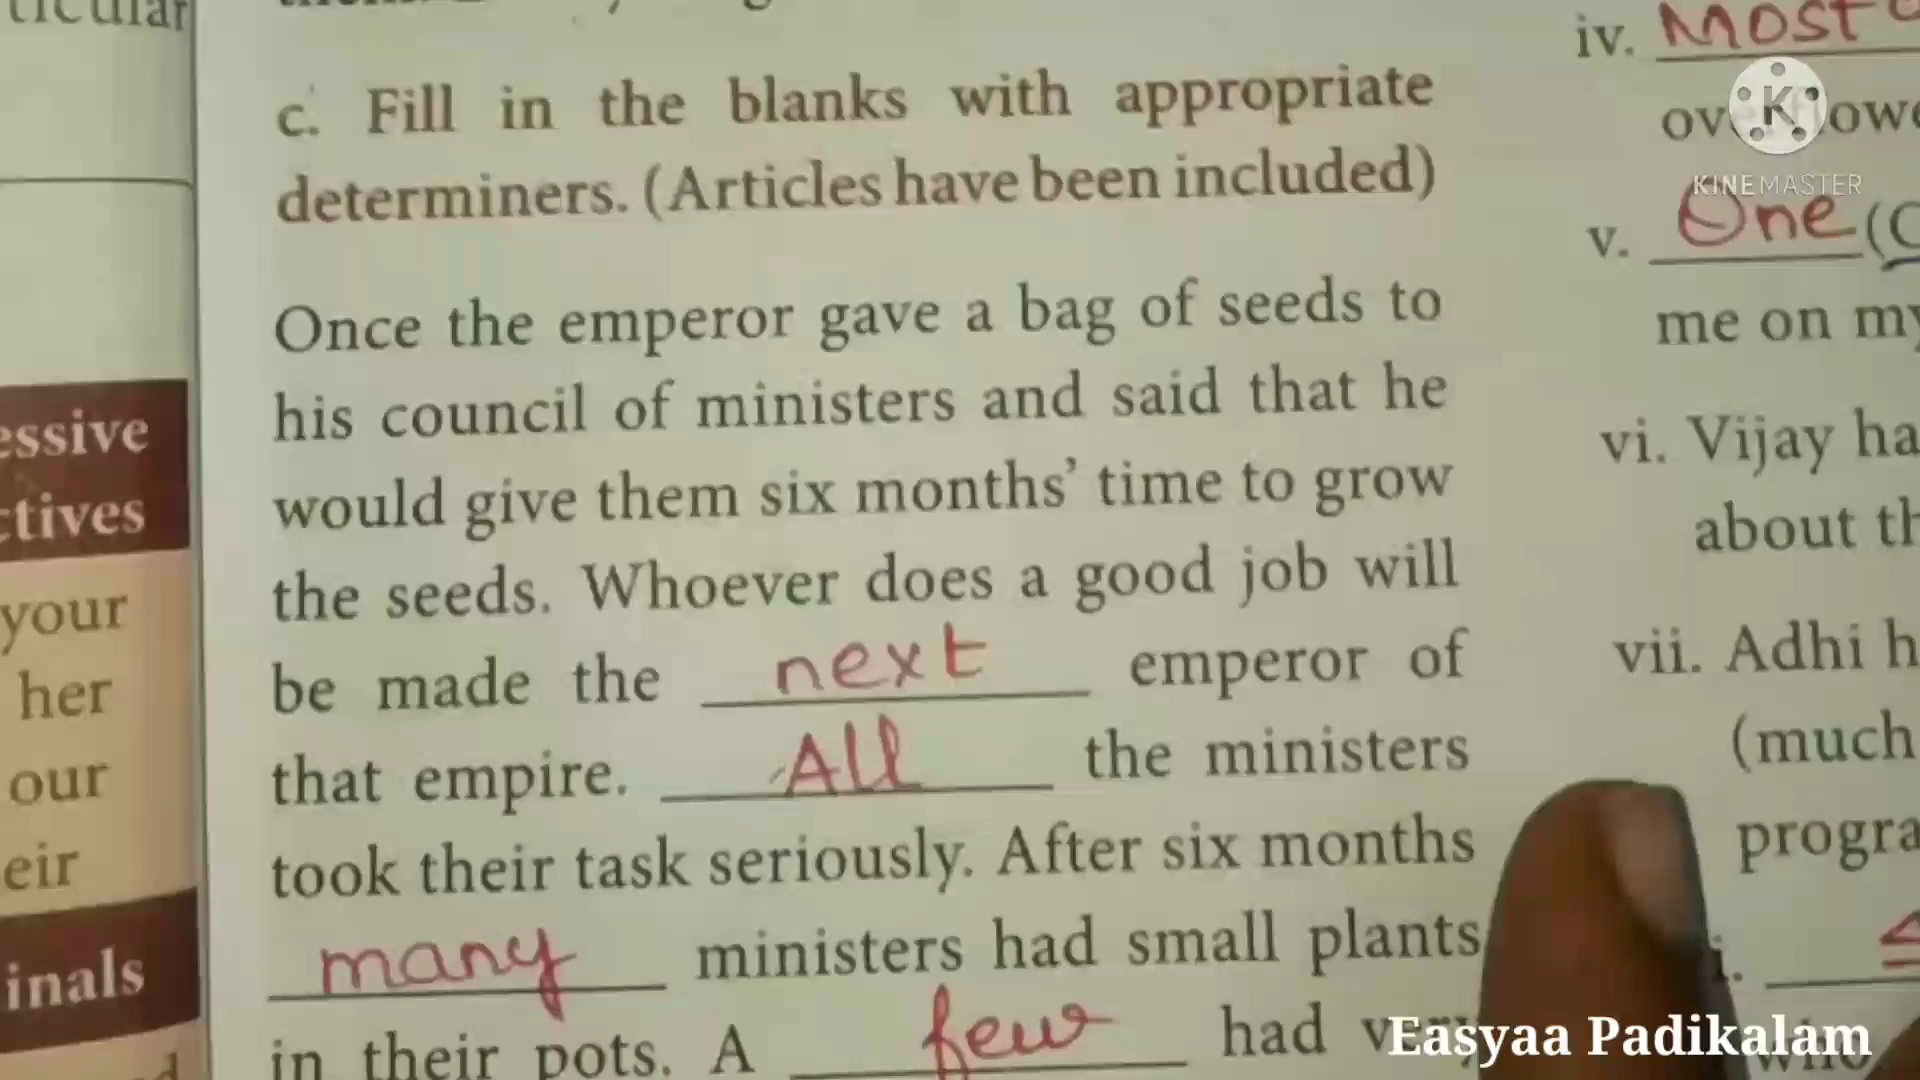 ticular
essive
ctives
your
her
our
eir
inals
c. Fill in the blanks with appropriate
determiners. (Articles have been included)
Once the emperor gave a bag of seeds to
his council of ministers and said that he
would give them six months’ time to grow
the seeds. Whoever does a good job will
be made the next emperor of
that empire. All the ministers
took their task seriously. After six months
many ministers had small plants
in their pots. A few had very
iv. Most
v. One (
me on my
vi. Vijay ha
about th
vii. Adhi h
(much
progra
K
KINEMASTER
Easyaa Padikalam